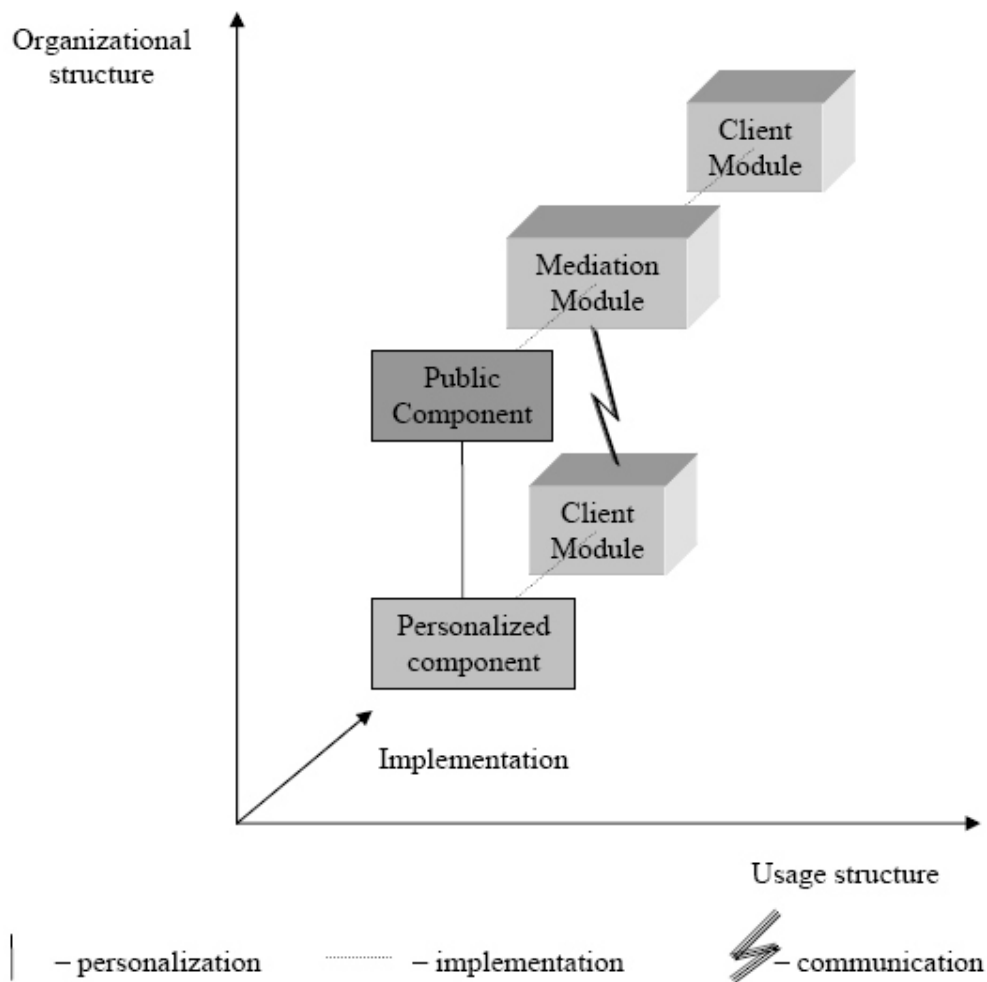 Organizational
structure
Client
Module
Mediation
Module
Public
Component
Client
Module
Personalized
component
Implementation
Usage structure
– personalization
– implementation
– communication